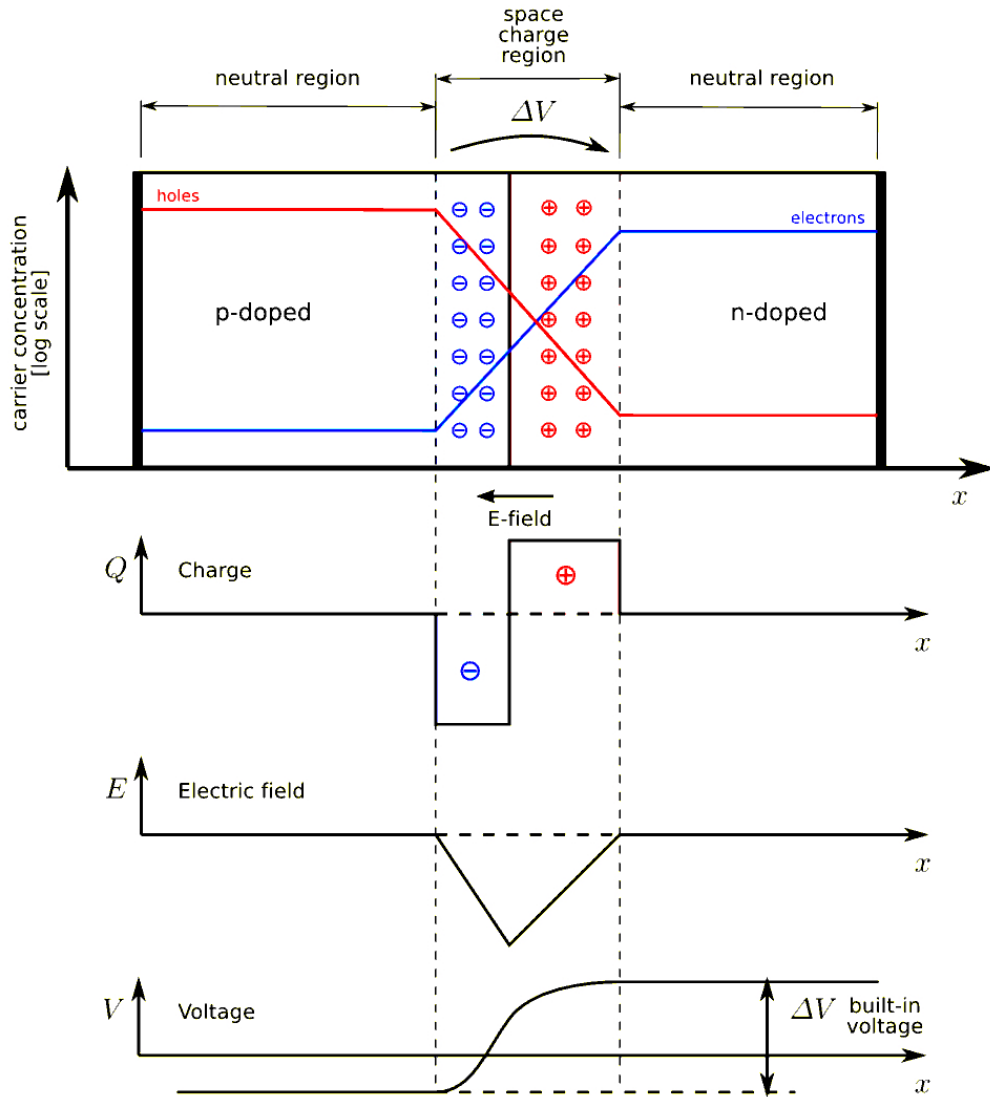 space
charge
region
neutral region
neutral region
ΔV
holes
electrons
carrier concentration
[log scale]
p-doped
n-doped
x
E-field
Q
Charge
x
E
Electric field
x
V
Voltage
ΔV
built-in
voltage
x